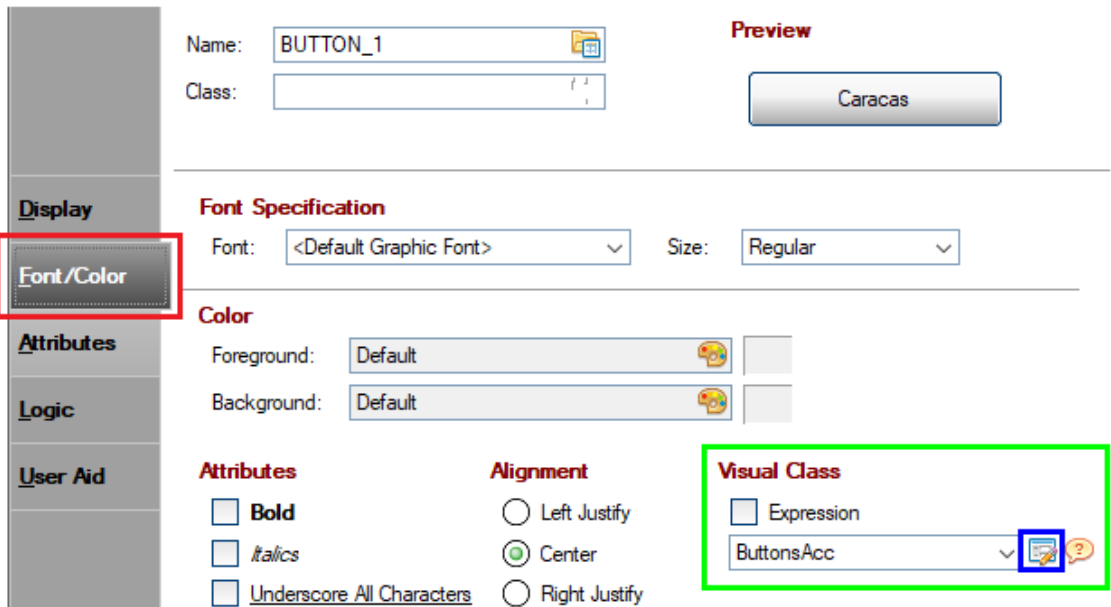 Name: BUTTON_1
Class:
Preview
Caracas
Display
Font/Color
Attributes
Logic
User Aid
Font Specification
Font: <Default Graphic Font> Size: Regular
Color
Foreground: Default
Background: Default
Attributes
Bold
Italics
Underscore All Characters
Alignment
Left Justify
Center
Right Justify
Visual Class
Expression
ButtonsAcc
?